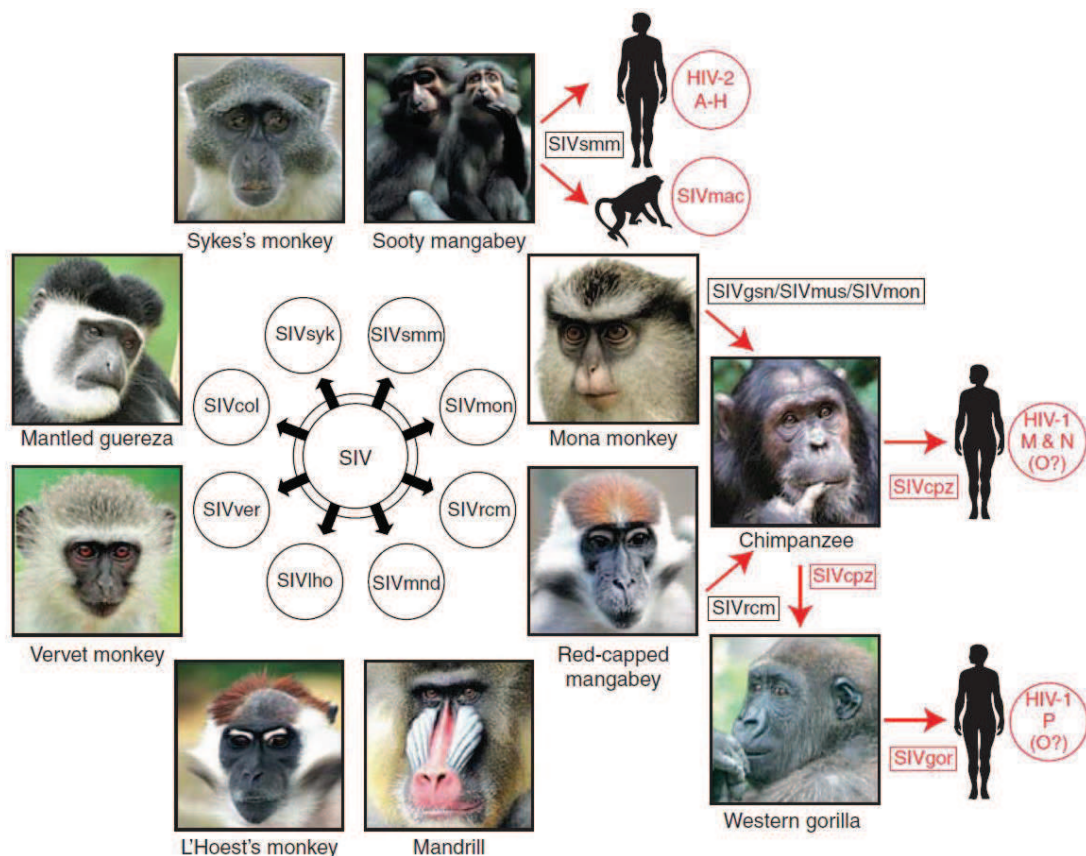 HIV-2
A-H
SIVsmm
SIVmac
Sykes's monkey
Sooty mangabey
SIVgsn/SIVmus/SIVmon
SIVsyk
SIVsmm
SIVcol
SIVmon
Mantled guereza
Mona monkey
SIV
HIV-1
M & N
(O?)
SIVcpz
SIVver
SIVrcm
Chimpanzee
SIVlho
SIVmnd
SIVcpz
SIVrcm
Vervet monkey
Red-capped
mangabey
HIV-1
P
(O?)
SIVgor
Western gorilla
L'Hoest's monkey
Mandrill